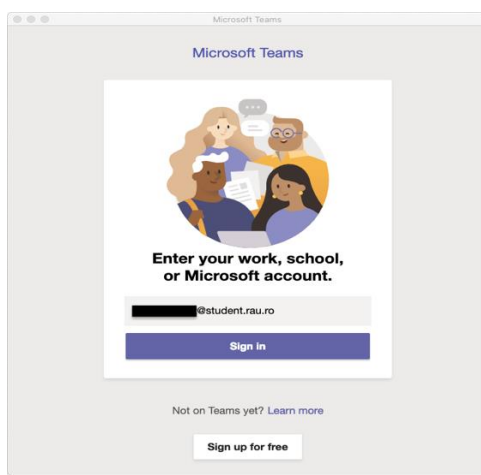 Microsoft Teams
Microsoft Teams
Enter your work, school,
or Microsoft account.
@student.rau.ro
Sign in
Not on Teams yet? Learn more
Sign up for free